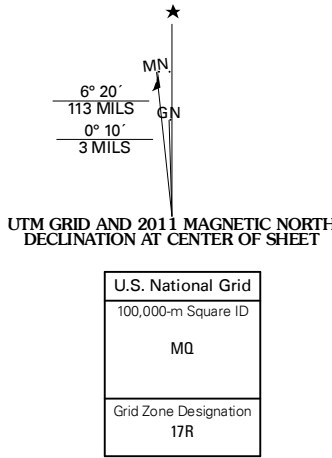 MN
6° 20´
113 MILS
GN
0° 10´
3 MILS
UTM GRID AND 2011 MAGNETIC NORTH
DECLINATION AT CENTER OF SHEET
U.S. National Grid
100,000-m Square ID
MQ
Grid Zone Designation
17R